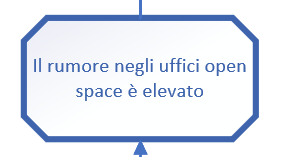 Il rumore negli uffici open
space è elevato